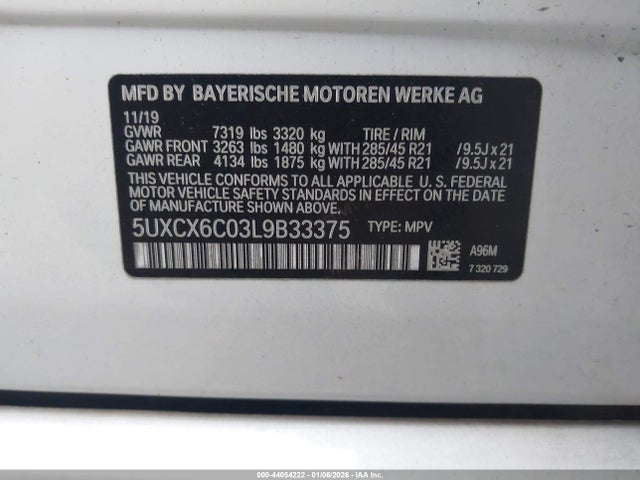 MFD BY BAYERISCHE MOTOREN WERKE AG
11/19
GVWR 7319 lbs 3320 kg TIRE / RIM
GAWR FRONT 3263 lbs 1480 kg WITH 285/45 R21 /9.5J x 21
GAWR REAR 4134 lbs 1875 kg WITH 285/45 R21 /9.5J x 21
THIS VEHICLE CONFORMS TO ALL APPLICABLE U. S. FEDERAL
MOTOR VEHICLE SAFETY STANDARDS IN EFFECT ON THE DATE OF
MANUFACTURE SHOWN ABOVE.
5UXCX6C03L9B33375 TYPE: MPV
A96M
7 320 729
000-44054222 - 01/06/2026 - IAA Inc.